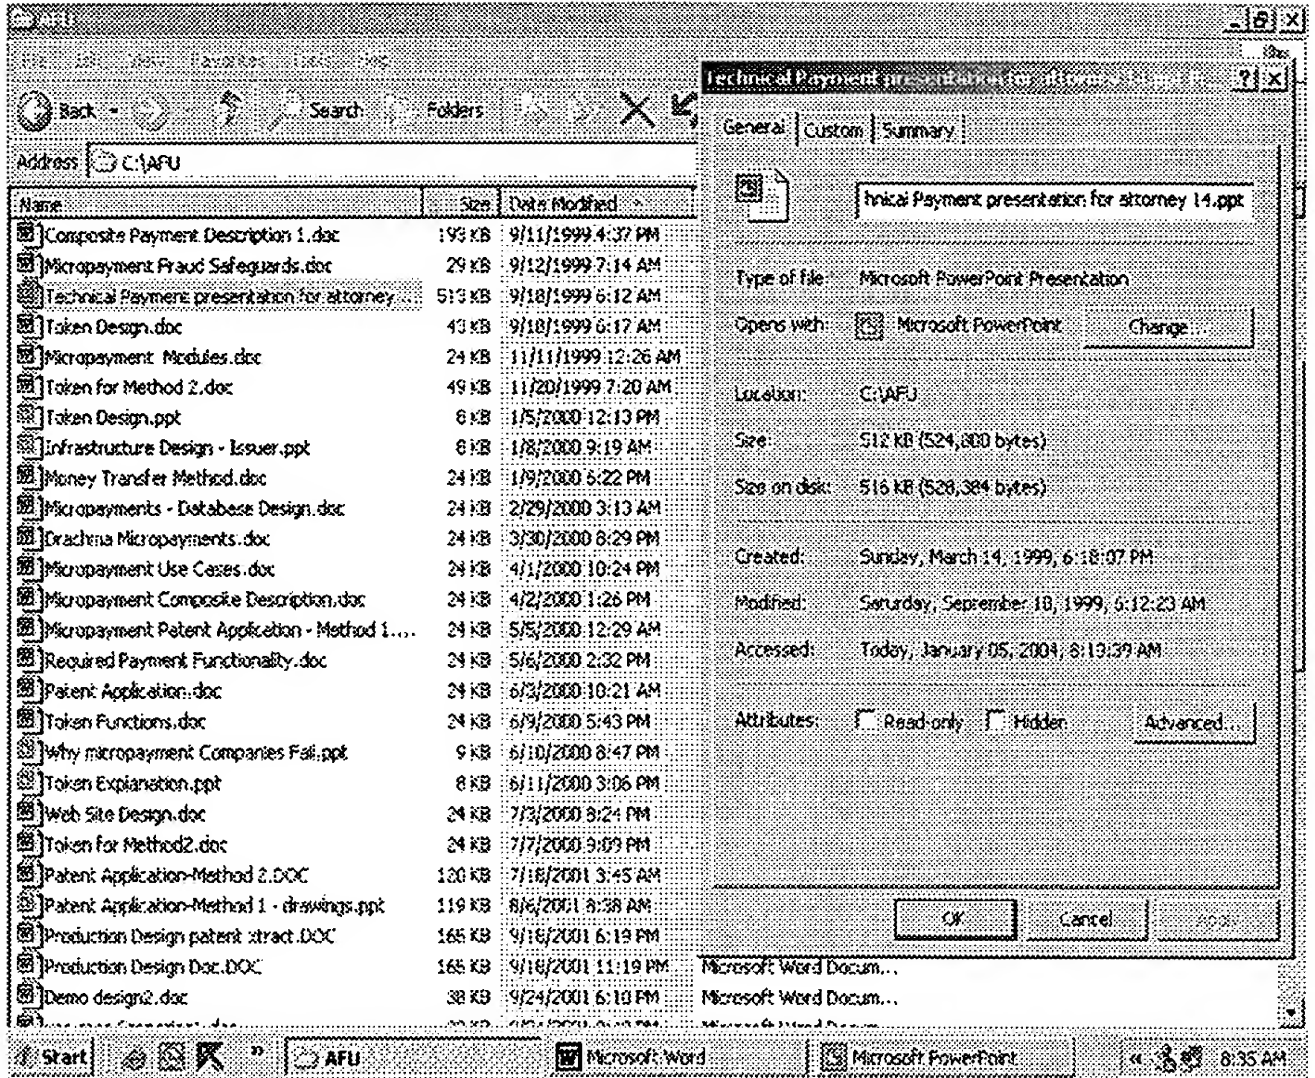 AFU
File Edit View Favorites Tools Help
Back Search Folders
Address C:\AFU
Name Size Date Modified
Composite Payment Description 1.doc 193 KB 9/11/1999 4:37 PM
Micropayment Fraud Safeguards.doc 29 KB 9/12/1999 7:14 AM
Technical Payment presentation for attorney ... 513 KB 9/18/1999 6:12 AM
Token Design.doc 43 KB 9/18/1999 6:17 AM
Micropayment Modules.doc 24 KB 11/11/1999 12:26 AM
Token for Method 2.doc 49 KB 11/20/1999 7:20 AM
Token Design.ppt 8 KB 1/5/2000 12:13 PM
Infrastructure Design - Issuer.ppt 8 KB 1/8/2000 9:19 AM
Money Transfer Method.doc 24 KB 1/9/2000 6:22 PM
Micropayments - Database Design.doc 24 KB 2/29/2000 3:13 AM
Drachma Micropayments.doc 24 KB 3/30/2000 8:29 PM
Micropayment Use Cases.doc 24 KB 4/1/2000 10:24 PM
Micropayment Composite Description.doc 24 KB 4/2/2000 1:26 PM
Micropayment Patent Application - Method 1.... 24 KB 5/5/2000 12:29 AM
Required Payment Functionality.doc 24 KB 5/6/2000 2:32 PM
Patent Application.doc 24 KB 6/3/2000 10:21 AM
Token Functions.doc 24 KB 6/9/2000 5:43 PM
Why micropayment Companies Fail.ppt 9 KB 6/10/2000 8:47 PM
Token Explanation.ppt 8 KB 6/11/2000 3:06 PM
Web Site Design.doc 24 KB 7/3/2000 8:24 PM
Token for Method2.doc 24 KB 7/7/2000 9:09 PM
Patent Application-Method 2.DOC 120 KB 7/18/2001 3:45 AM
Patent Application-Method 1 - drawings.ppt 119 KB 8/6/2001 8:38 AM
Production Design patent xtract.DOC 165 KB 9/18/2001 6:19 PM
Production Design Doc.DOC 165 KB 9/18/2001 11:19 PM Microsoft Word Docum...
Demo design2.doc 38 KB 9/24/2001 6:10 PM Microsoft Word Docum...
Technical Payment presentation for attorney 14.ppt
General Custom Summary
hnical Payment presentation for attorney 14.ppt
Type of file: Microsoft PowerPoint Presentation
Opens with: Microsoft PowerPoint Change...
Location: C:\AFU
Size: 512 KB (524,800 bytes)
Size on disk: 516 KB (528,384 bytes)
Created: Sunday, March 14, 1999, 6:18:07 PM
Modified: Saturday, September 18, 1999, 6:12:23 AM
Accessed: Today, January 05, 2004, 8:13:39 AM
Attributes: Read-only Hidden Advanced...
OK Cancel Apply
Start » AFU Microsoft Word Microsoft PowerPoint « 8:35 AM